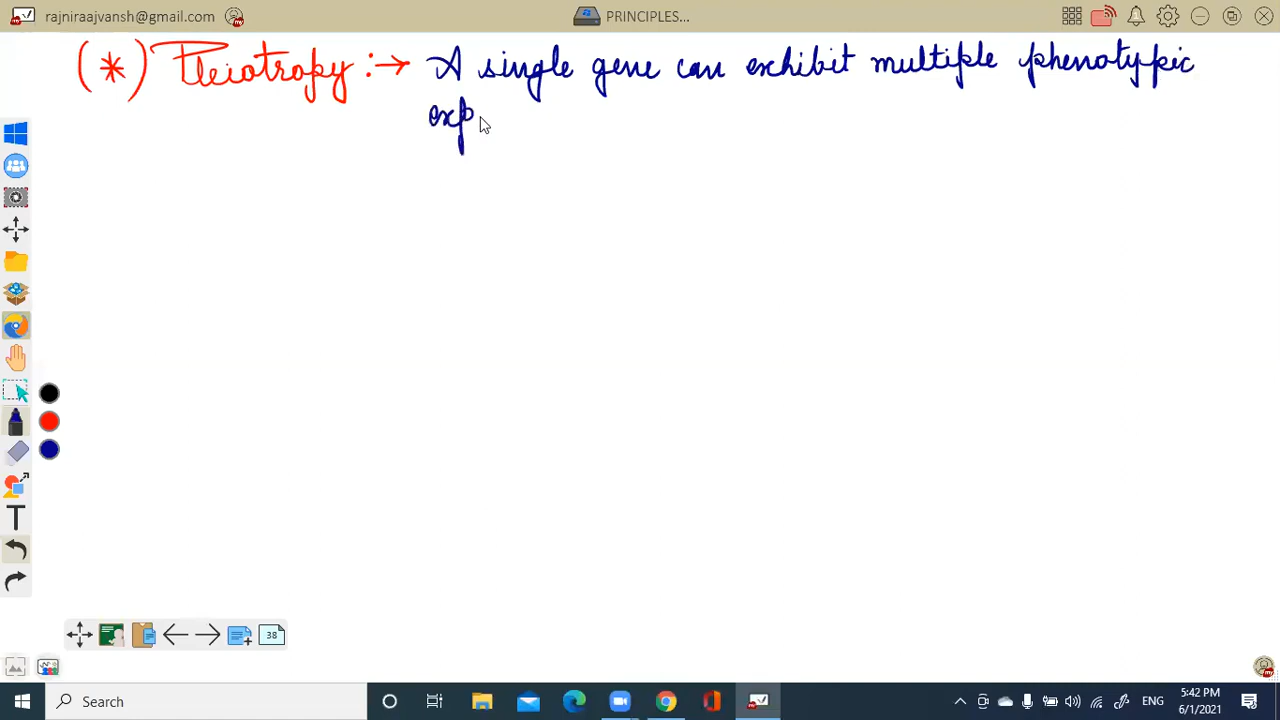 rajniraajvansh@gmail.com
PRINCIPLES...
(*) Pleiotropy :→ A single gene can exhibit multiple phenotypic
exp
T
38
Search
ENG
5:42 PM
6/1/2021